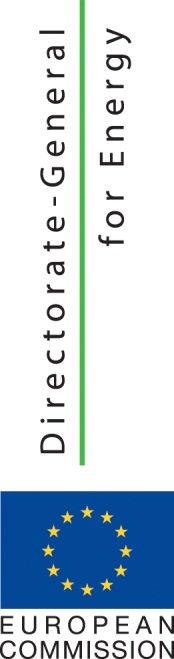 Directorate-General
for Energy
EUROPEAN
COMMISSION